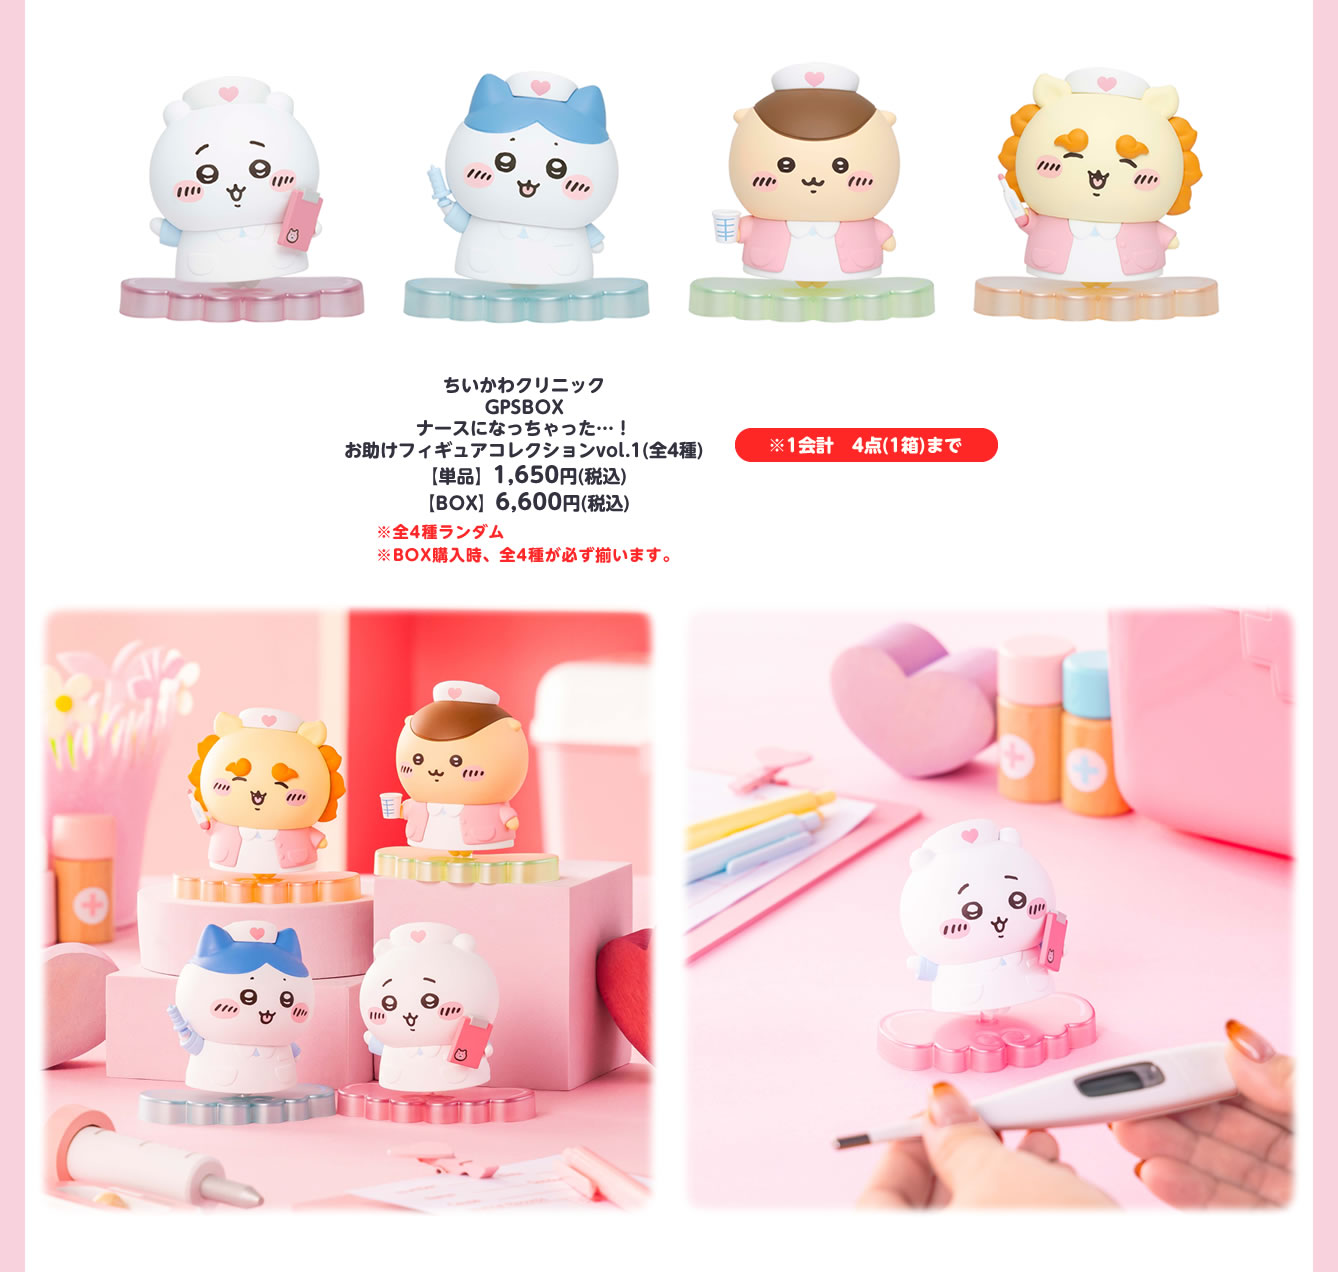 ちいかわクリニック
GPSBOX
ナースになっちゃった…！
お助けフィギュアコレクションvol.1(全4種)
【単品】1,650円(税込)
【BOX】6,600円(税込)
※全4種ランダム
※BOX購入時、全4種が必ず揃います。
※1会計　4点(1箱)まで